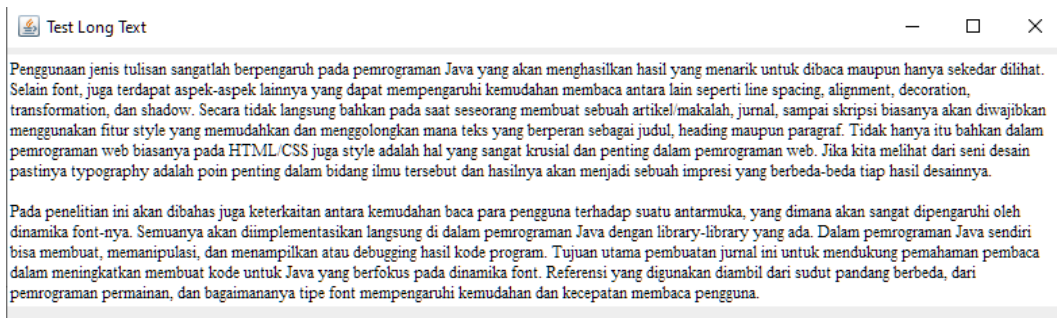 Test Long Text
Penggunaan jenis tulisan sangatlah berpengaruh pada pemrograman Java yang akan menghasilkan hasil yang menarik untuk dibaca maupun hanya sekedar dilihat.
Selain font, juga terdapat aspek-aspek lainnya yang dapat mempengaruhi kemudahan membaca antara lain seperti line spacing, alignment, decoration,
transformation, dan shadow. Secara tidak langsung bahkan pada saat seseorang membuat sebuah artikel/makalah, jurnal, sampai skripsi biasanya akan diwajibkan
menggunakan fitur style yang memudahkan dan menggolongkan mana teks yang berperan sebagai judul, heading maupun paragraf. Tidak hanya itu bahkan dalam
pemrograman web biasanya pada HTML/CSS juga style adalah hal yang sangat krusial dan penting dalam pemrograman web. Jika kita melihat dari seni desain
pastinya typography adalah poin penting dalam bidang ilmu tersebut dan hasilnya akan menjadi sebuah impresi yang berbeda-beda tiap hasil desainnya.
Pada penelitian ini akan dibahas juga keterkaitan antara kemudahan baca para pengguna terhadap suatu antarmuka, yang dimana akan sangat dipengaruhi oleh
dinamika font-nya. Semuanya akan diimplementasikan langsung di dalam pemrograman Java dengan library-library yang ada. Dalam pemrograman Java sendiri
bisa membuat, memanipulasi, dan menampilkan atau debugging hasil kode program. Tujuan utama pembuatan jurnal ini untuk mendukung pemahaman pembaca
dalam meningkatkan membuat kode untuk Java yang berfokus pada dinamika font. Referensi yang digunakan diambil dari sudut pandang berbeda, dari
pemrograman permainan, dan bagaimananya tipe font mempengaruhi kemudahan dan kecepatan membaca pengguna.